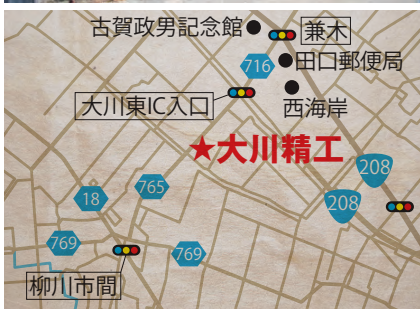 古賀政男記念館
兼木
716
田口郵便局
大川東IC入口
西海岸
★大川精工
208
208
765
18
769
769
柳川市間